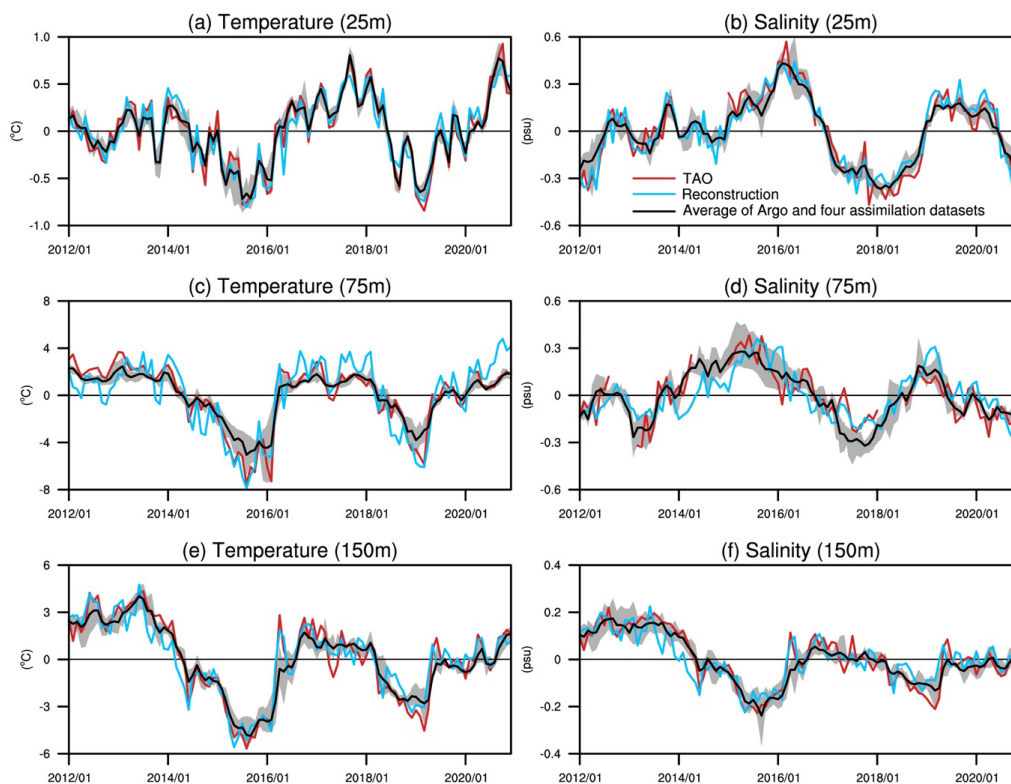 (a) Temperature (25m)
(°C)
1.0
0.5
0
-0.5
-1.0
2012/01 2014/01 2016/01 2018/01 2020/01
(b) Salinity (25m)
(psu)
0.6
0.3
0
-0.3
-0.6
TAO
Reconstruction
Average of Argo and four assimilation datasets
2012/01 2014/01 2016/01 2018/01 2020/01
(c) Temperature (75m)
(°C)
8
4
0
-4
-8
2012/01 2014/01 2016/01 2018/01 2020/01
(d) Salinity (75m)
(psu)
0.6
0.3
0
-0.3
-0.6
2012/01 2014/01 2016/01 2018/01 2020/01
(e) Temperature (150m)
(°C)
6
3
0
-3
-6
2012/01 2014/01 2016/01 2018/01 2020/01
(f) Salinity (150m)
(psu)
0.4
0.2
0
-0.2
-0.4
2012/01 2014/01 2016/01 2018/01 2020/01